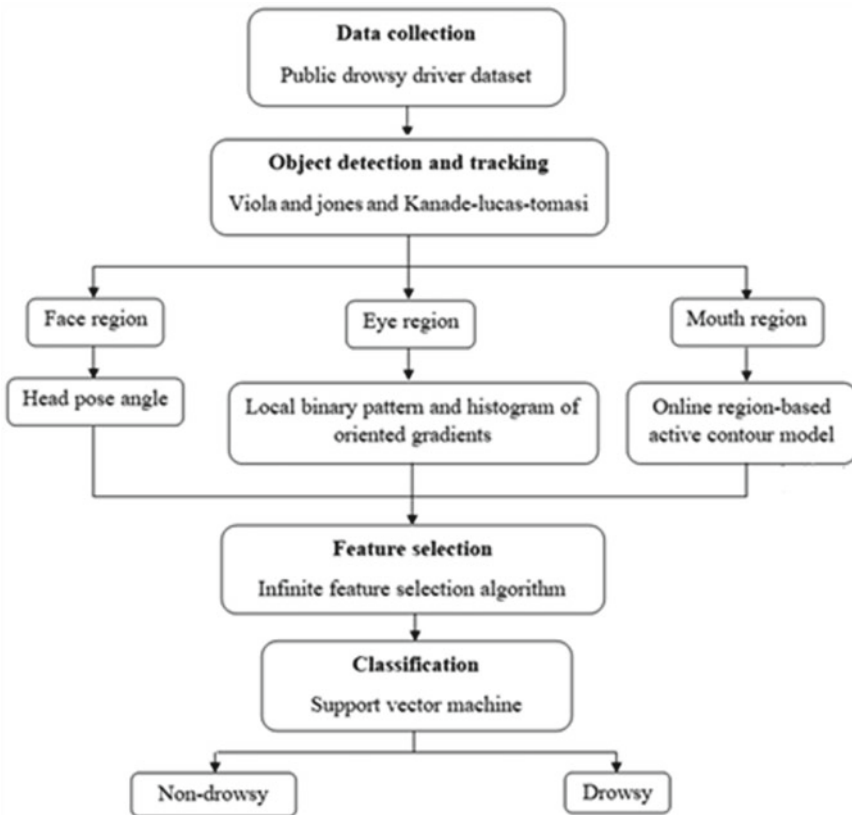 Data collection
Public drowsy driver dataset
Object detection and tracking
Viola and jones and Kanade-lucas-tomasi
Face region
Eye region
Mouth region
Head pose angle
Local binary pattern and histogram of
oriented gradients
Online region-based
active contour model
Feature selection
Infinite feature selection algorithm
Classification
Support vector machine
Non-drowsy
Drowsy